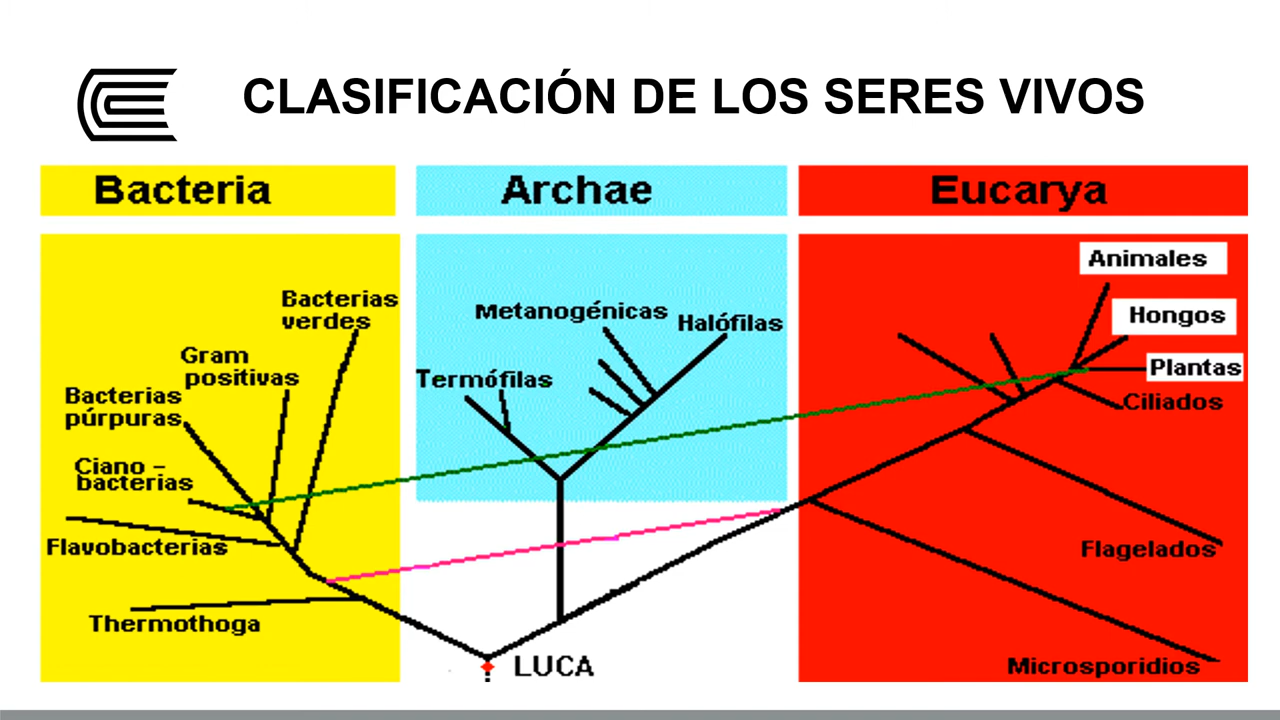 CLASIFICACIÓN DE LOS SERES VIVOS
Bacteria
Archae
Eucarya
Bacterias
verdes
Gram
positivas
Bacterias
púrpuras
Ciano –
bacterias
Flavobacterias
Thermothoga
Metanogénicas
Halófilas
Termófilas
LUCA
Animales
Hongos
Plantas
Ciliados
Flagelados
Microsporidios